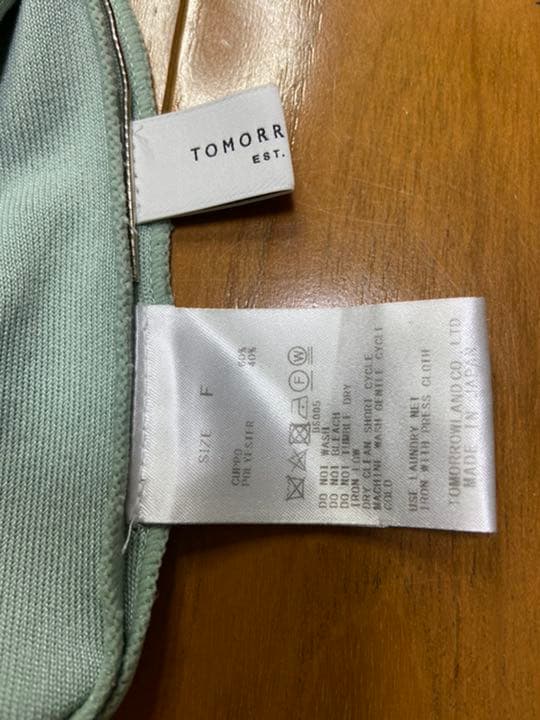 TOMORR
EST.
SIZE F
CUPRO 60%
POLYESTER 40%
B5005
DO NOT WASH
DO NOT BLEACH
DO NOT TUMBLE DRY
IRON LOW
DRY CLEAN SHORT CYCLE
MACHINE WASH GENTLE CYCLE
COLD
USE LAUNDRY NET
IRON WITH PRESS CLOTH
TOMORROWLAND CO. LTD
MADE IN JAPAN